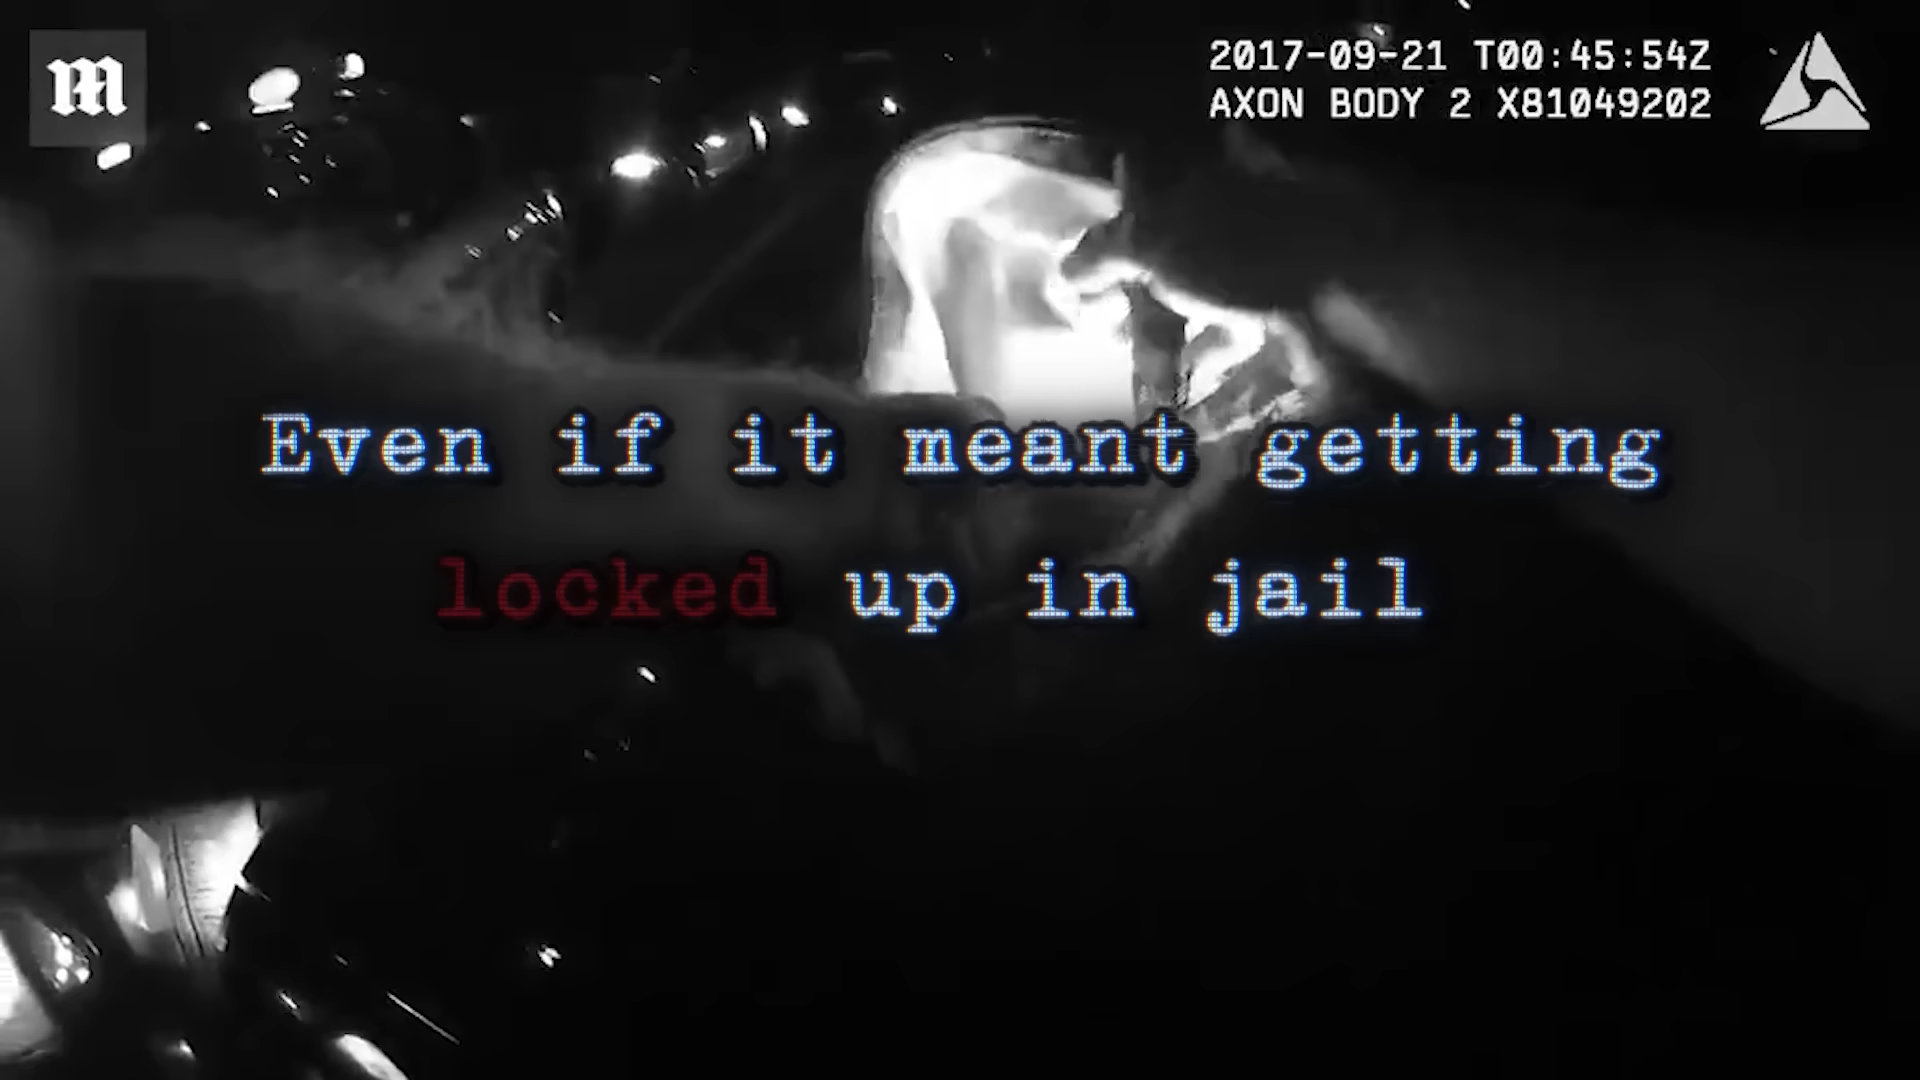 2017-09-21 T00:45:54Z
AXON BODY 2 X81049202
Even if it meant getting
locked up in jail